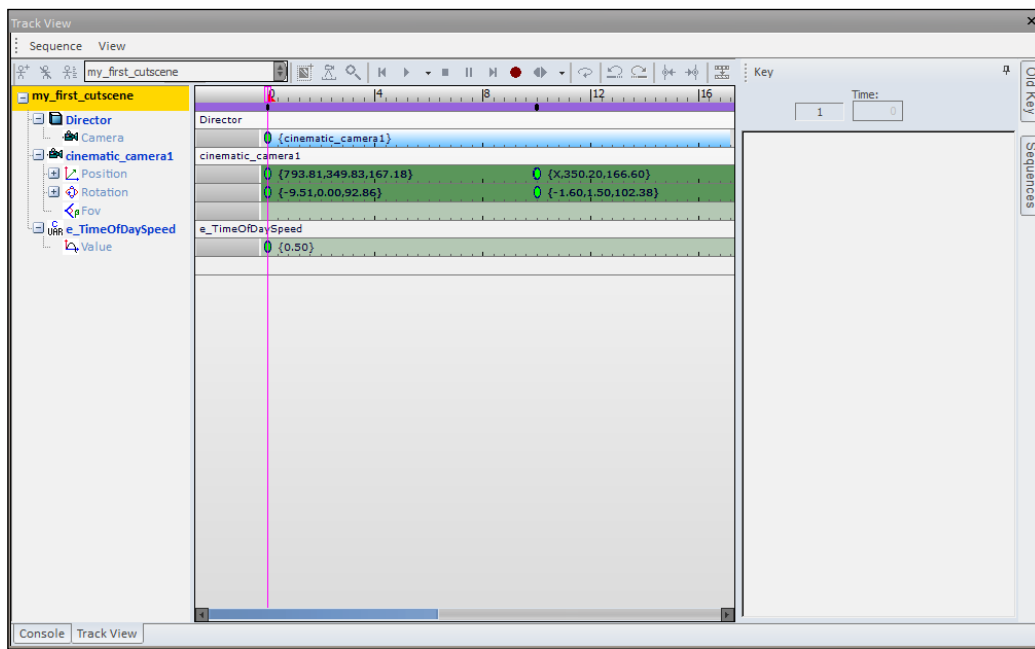 Track View
Sequence View
my_first_cutscene
Key
my_first_cutscene
0 4 8 12 16
Time:
1 0
Old Key
Sequences
Director
Director
Camera
{cinematic_camera1}
cinematic_camera1
cinematic_camera1
Position
{793.81,349.83,167.18} {X,350.20,166.60}
Rotation
{-9.51,0.00,92.86} {-1.60,1.50,102.38}
Fov
C
VAR e_TimeOfDaySpeed
e_TimeOfDaySpeed
Value
{0.50}
Console Track View